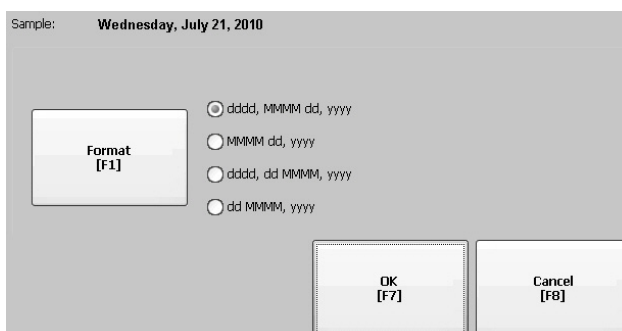 Sample: Wednesday, July 21, 2010
dddd, MMMM dd, yyyy
MMMM dd, yyyy
Format
[F1]
dddd, dd MMMM, yyyy
dd MMMM, yyyy
OK
[F7]
Cancel
[F8]